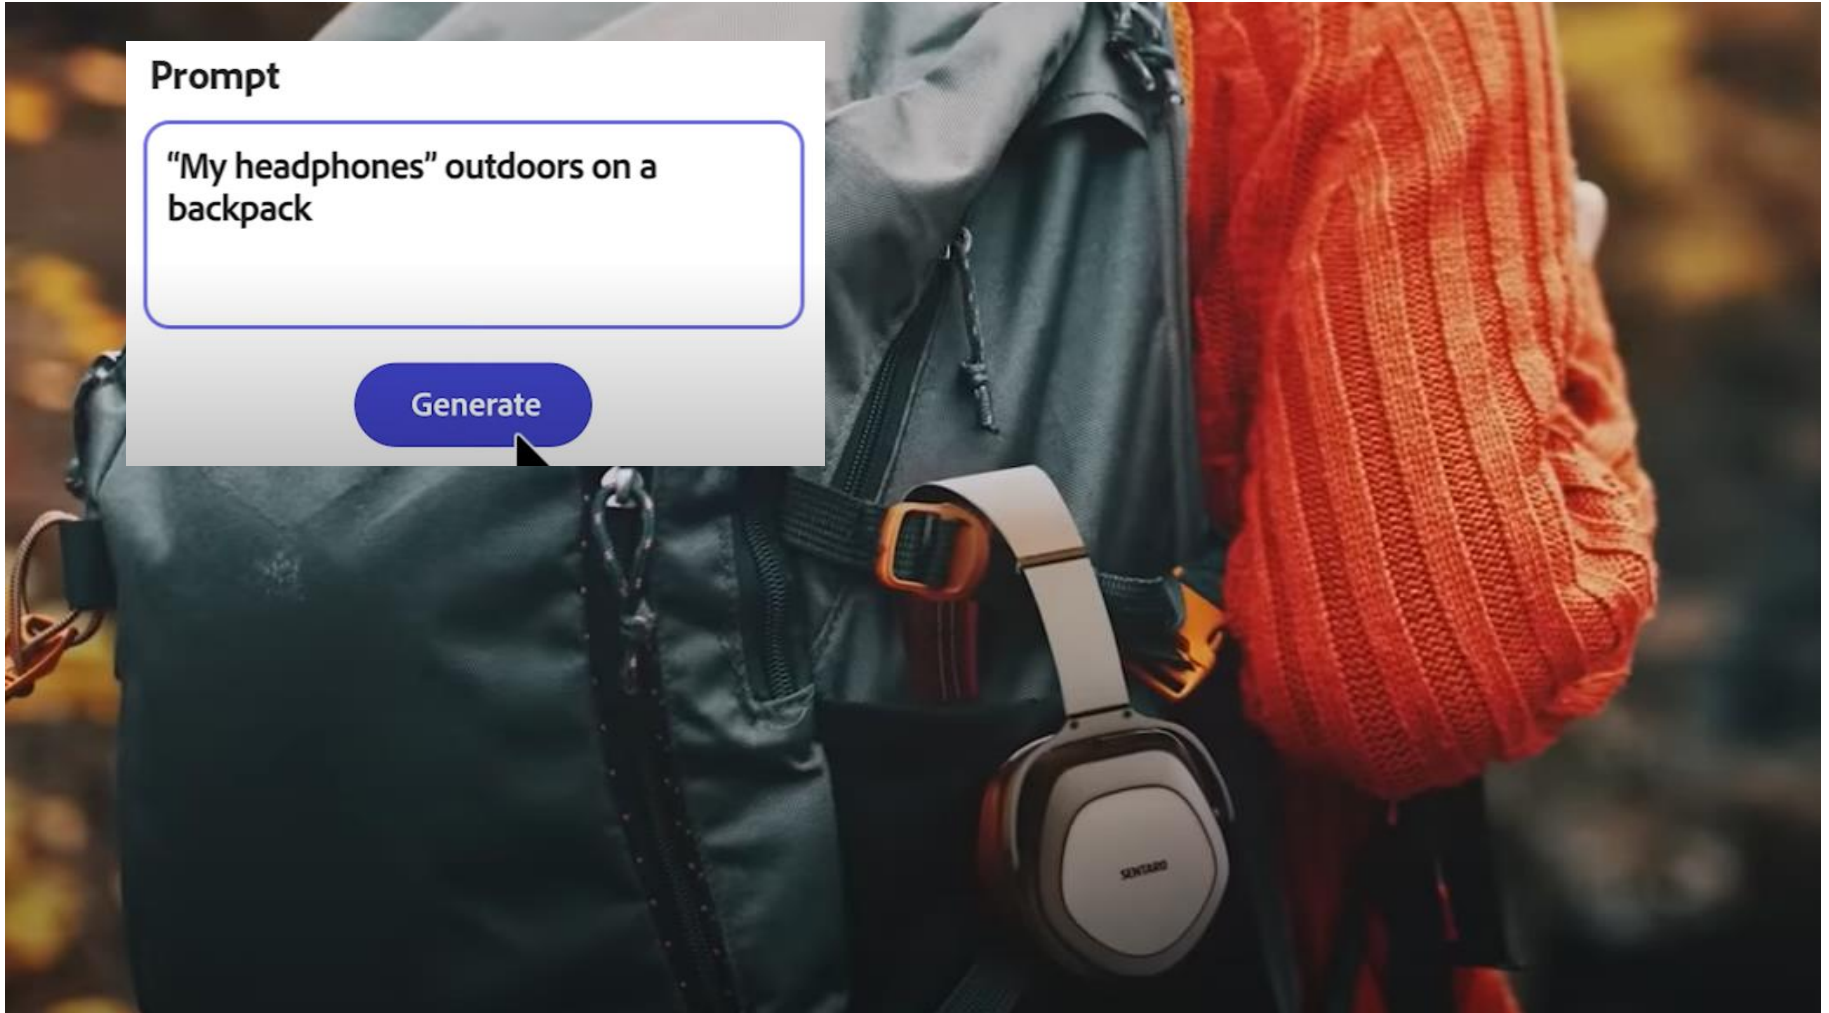 Prompt
“My headphones” outdoors on a
backpack
Generate
SENTARO